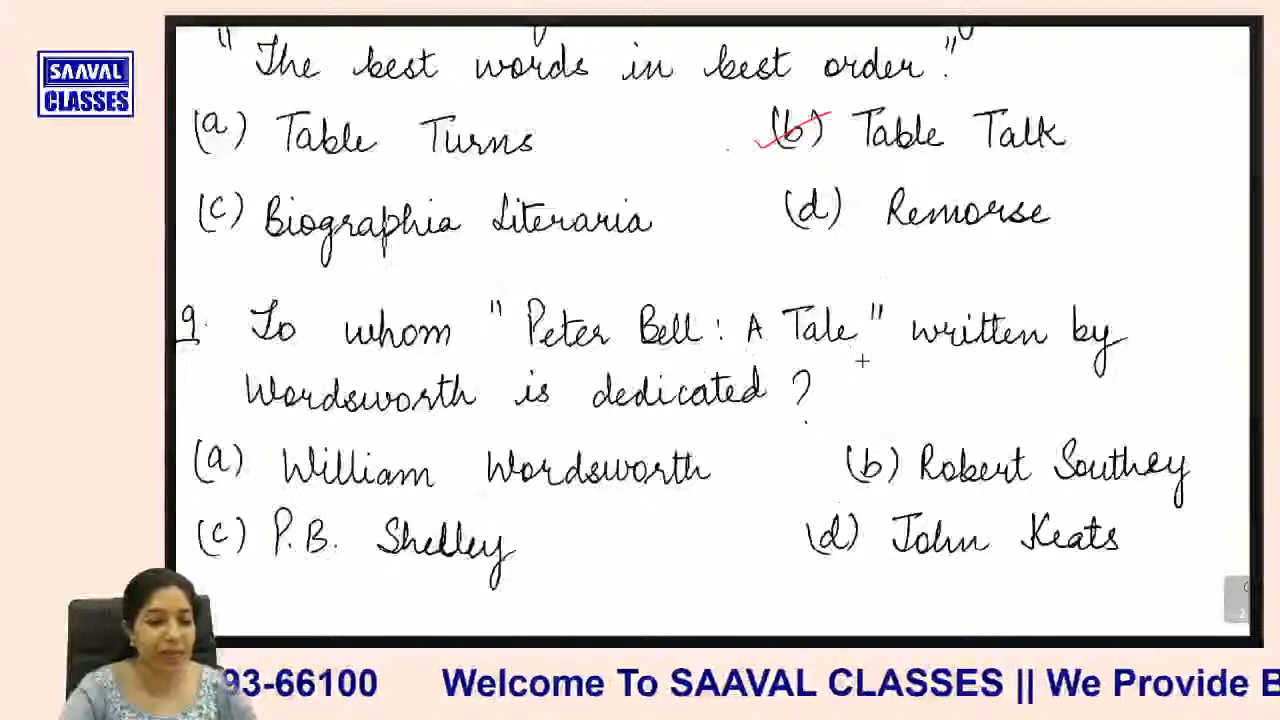 SAAVAL
CLASSES
"The best words in best order."
(a) Table Turns (b) Table Talk
(c) Biographia Literaria (d) Remorse
9. To whom "Peter Bell: A Tale" written by
Wordsworth is dedicated?
(a) William Wordsworth (b) Robert Southey
(c) P.B. Shelley (d) John Keats
93-66100 Welcome To SAAVAL CLASSES || We Provide B